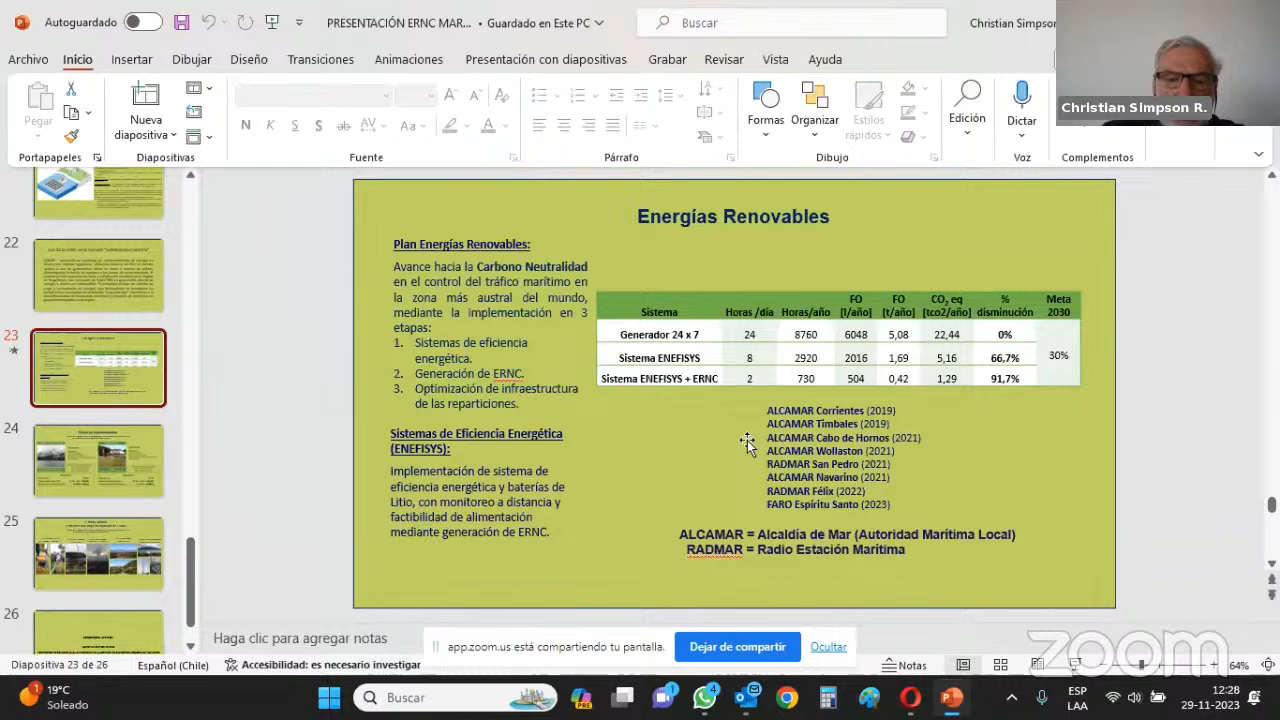 Autoguardado
PRESENTACIÓN ERNC MAR... • Guardado en Este PC
Buscar
Christian Simpson
Archivo Inicio Insertar Dibujar Diseño Transiciones Animaciones Presentación con diapositivas Grabar Revisar Vista Ayuda
Christian Simpson R.
Pegar
Nueva diapositiva
N K S S
Formas
Organizar
Estilos rápidos
Edición
Dictar
Portapapeles
Diapositivas
Fuente
Párrafo
Dibujo
Voz
Complementos
22
23
24
25
26
Energías Renovables
Plan Energías Renovables:
Avance hacia la Carbono Neutralidad
en el control del tráfico marítimo en
la zona más austral del mundo,
mediante la implementación en 3
etapas:
1. Sistemas de eficiencia
energética.
2. Generación de ERNC.
3. Optimización de infraestructura
de las reparticiones.
Sistemas de Eficiencia Energética
(ENEFISYS):
Implementación de sistema de
eficiencia energética y baterías de
Litio, con monitoreo a distancia y
factibilidad de alimentación
mediante generación de ERNC.
Sistema Horas /día Horas/año FO [l/año] FO [t/año] CO2 eq [tco2/año] % disminución Meta 2030
Generador 24 x 7 24 8760 6048 5,08 22,44 0%
Sistema ENEFISYS 8 2920 2016 1,69 5,16 66,7% 30%
Sistema ENEFISYS + ERNC 2 730 504 0,42 1,29 91,7%
ALCAMAR Corrientes (2019)
ALCAMAR Timbales (2019)
ALCAMAR Cabo de Hornos (2021)
ALCAMAR Wollaston (2021)
RADMAR San Pedro (2021)
ALCAMAR Navarino (2021)
RADMAR Félix (2022)
FARO Espíritu Santo (2023)
ALCAMAR = Alcaldía de Mar (Autoridad Marítima Local)
RADMAR = Radio Estación Marítima
Haga clic para agregar notas
app.zoom.us está compartiendo tu pantalla.
Dejar de compartir
Ocultar
zoom
Diapositiva 23 de 26
Español (Chile)
Accesibilidad: es necesario investigar
Notas
64%
19°C
Soleado
1
Buscar
PRE
1
4
ESP
LAA
12:28
29-11-2023